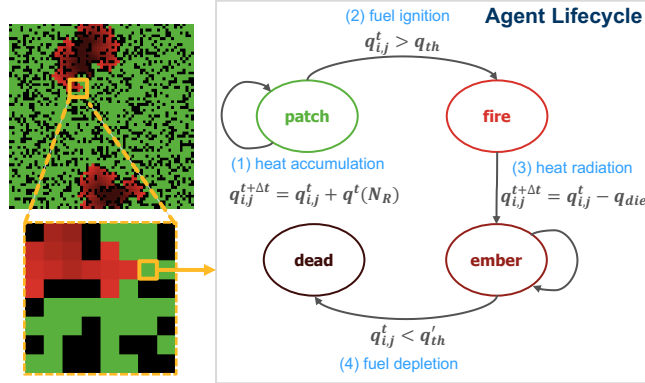 Agent Lifecycle
(2) fuel ignition
q^t_{i,j} > q_{th}
patch
fire
(1) heat accumulation
(3) heat radiation
q^{t+Δt}_{i,j} = q^t_{i,j} + q^t(N_R)
q^{t+Δt}_{i,j} = q^t_{i,j} − q_{die}
dead
ember
q^t_{i,j} < q'_{th}
(4) fuel depletion